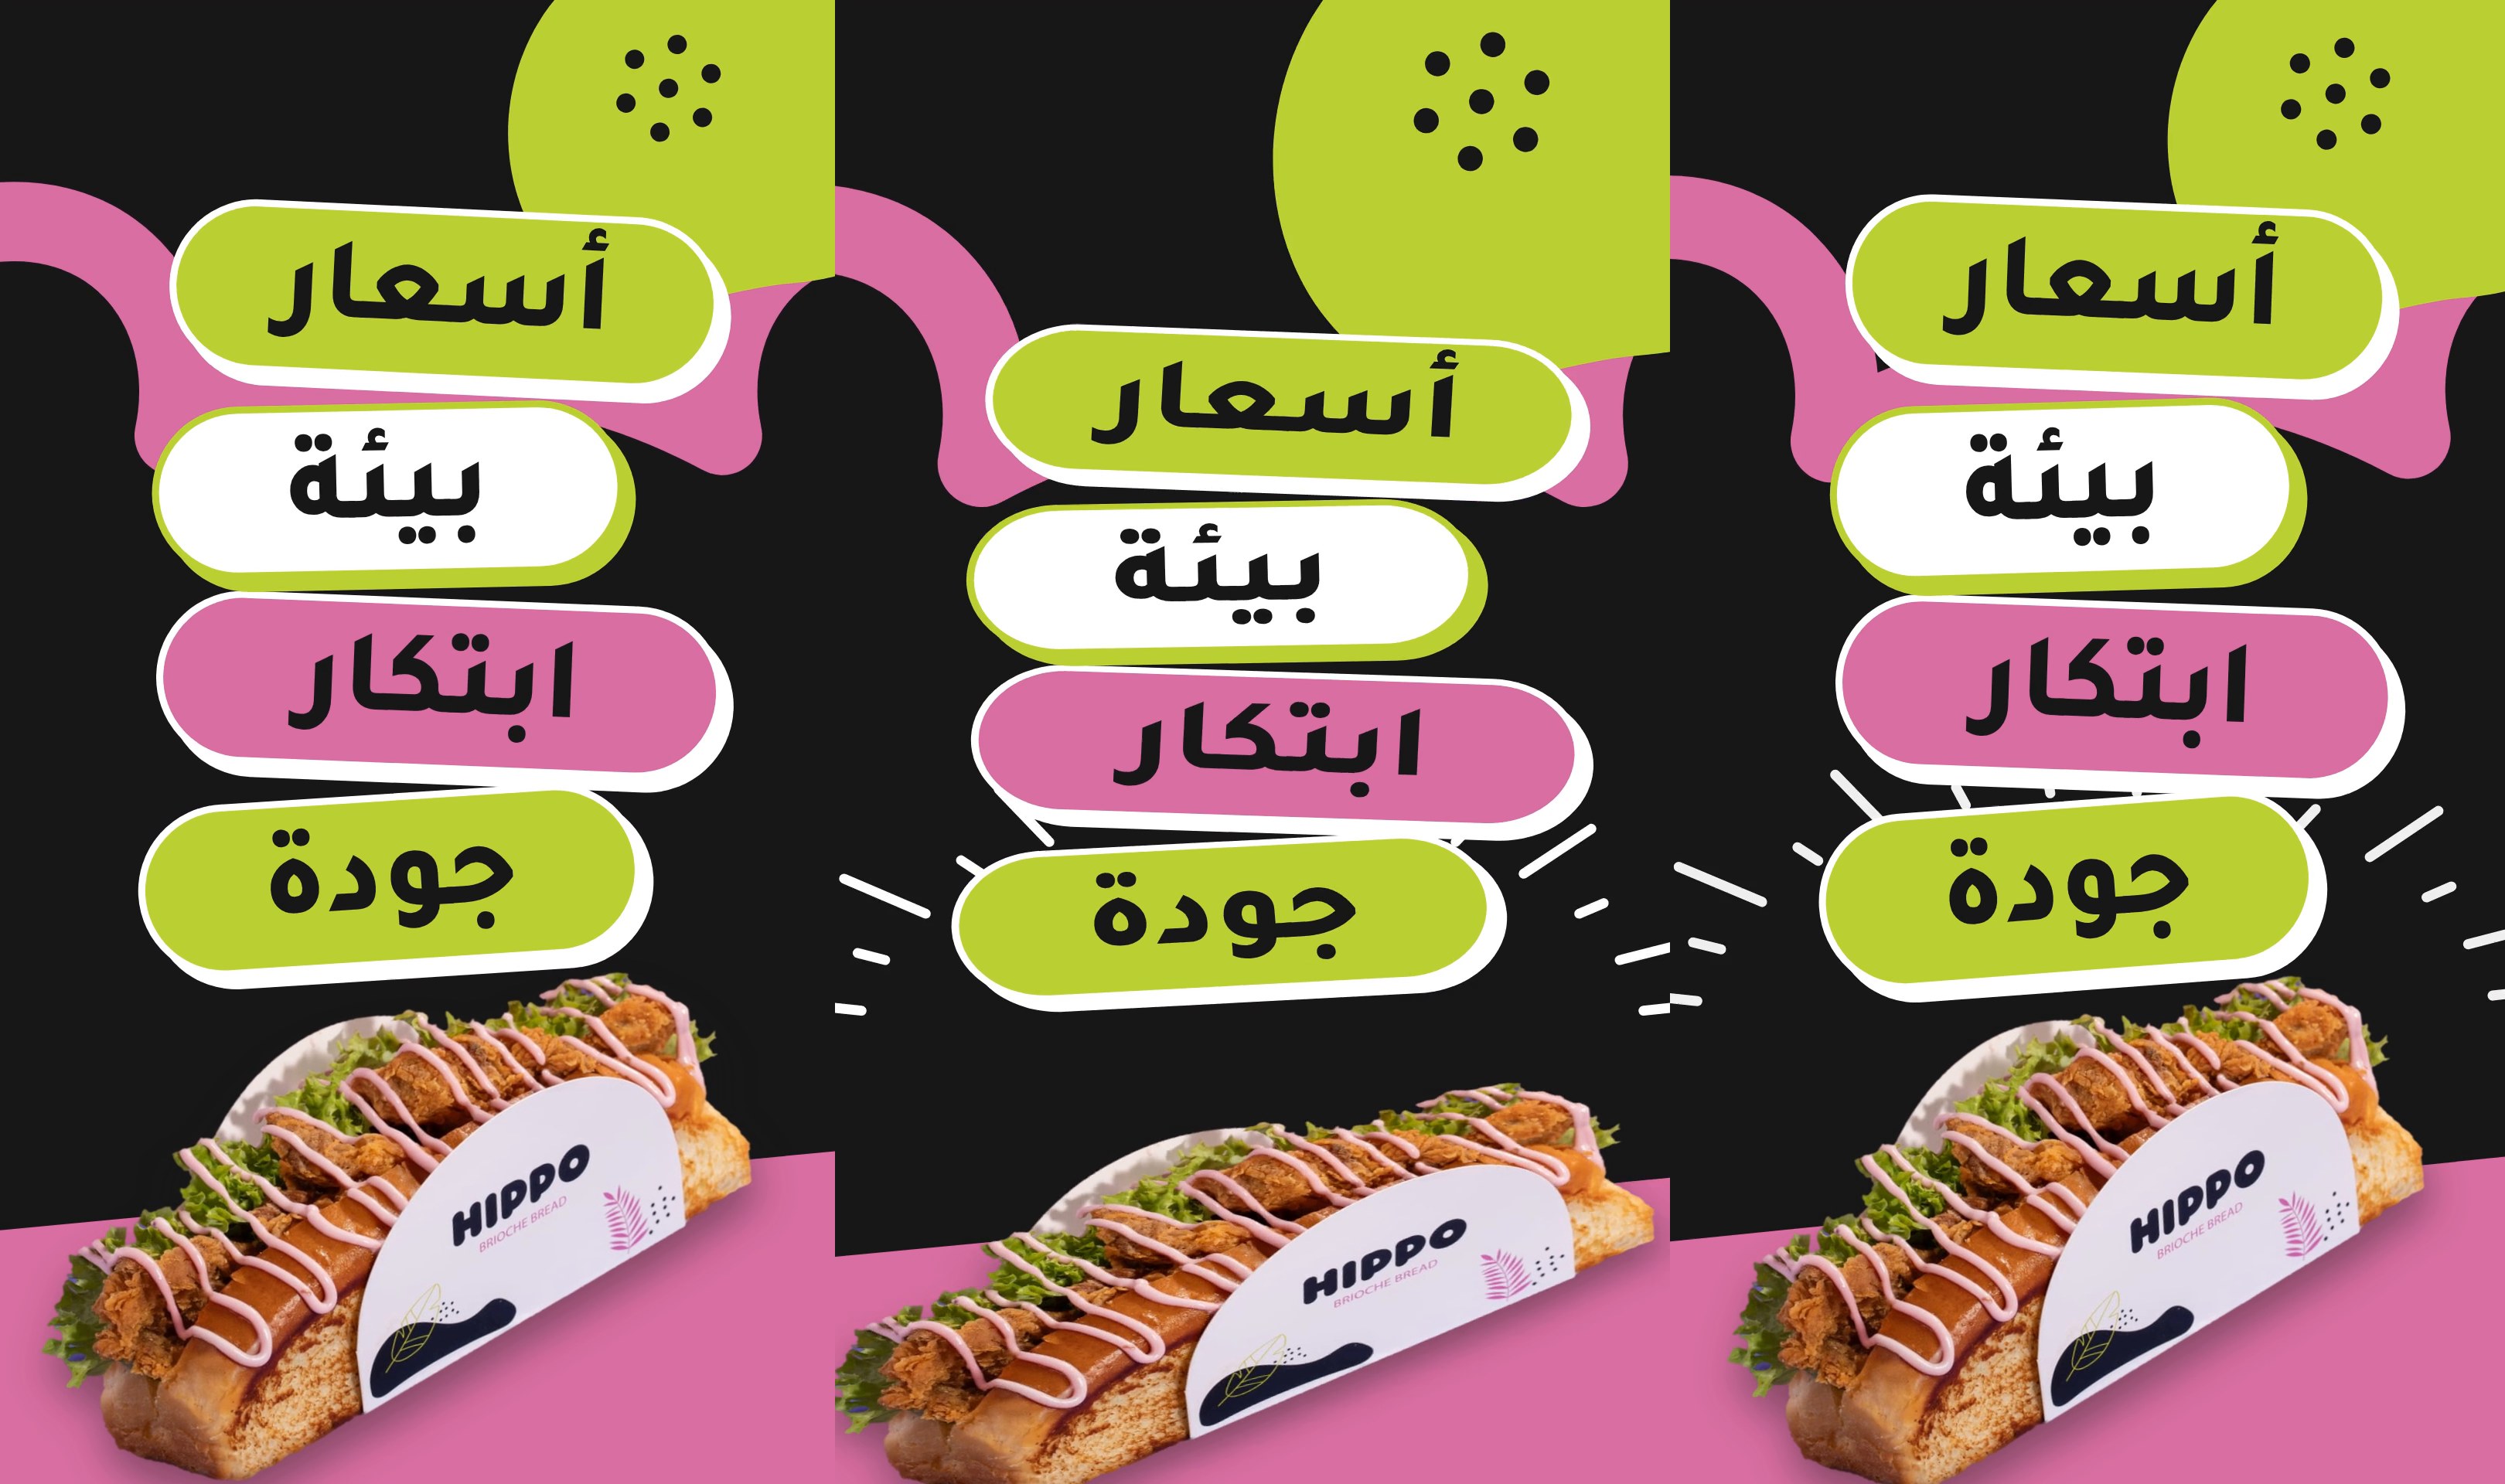 أسعار
بيئة
ابتكار
جودة
HIPPO
BRIOCHE BREAD
أسعار
بيئة
ابتكار
جودة
HIPPO
BRIOCHE BREAD
أسعار
بيئة
ابتكار
جودة
HIPPO
BRIOCHE BREAD